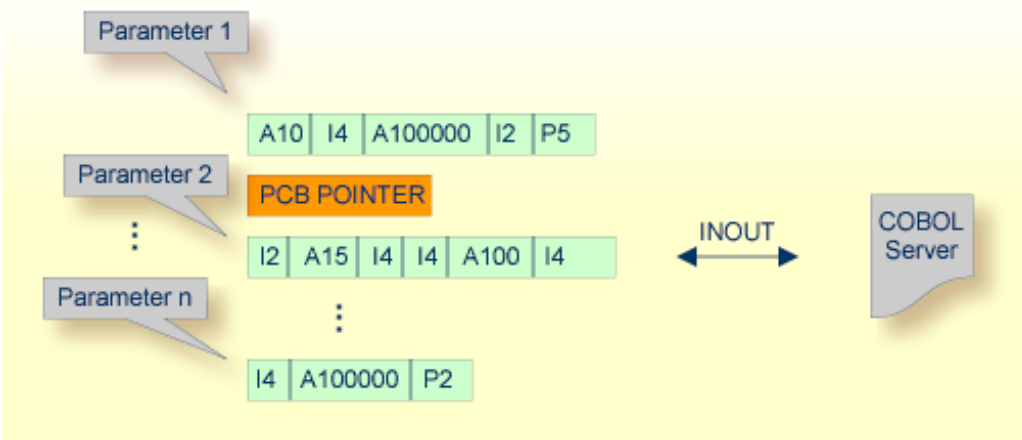 Parameter 1
A10 I4 A100000 I2 P5
Parameter 2
PCB POINTER
I2 A15 I4 I4 A100 I4
INOUT
COBOL
Server
Parameter n
I4 A100000 P2